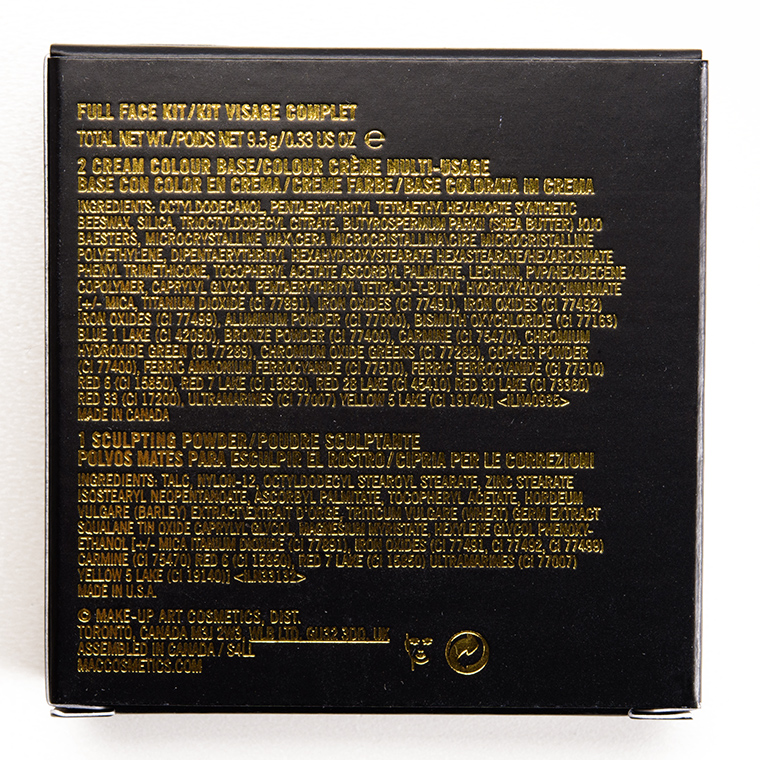 FULL FACE KIT/KIT VISAGE COMPLET
TOTAL NET WT./POIDS NET 9.5g/0.33 US OZ e
2 CREAM COLOUR BASE/COLOUR CRÈME MULTI-USAGE
BASE CON COLOR EN CREMA/CREME FARBE/BASE COLORATA IN CREMA
INGREDIENTS: OCTYLDODECANOL, PENTAERYTHRITYL TETRAETHYLHEXANOATE SYNTHETIC
BEESWAX, SILICA, TRIOCTYLDODECYL CITRATE, BUTYROSPERMUM PARKII (SHEA BUTTER) JOJO
BAESTERS, MICROCRYSTALLINE WAX\CERA MICROCRISTALLINA\CIRE MICROCRISTALLINE
POLYETHYLENE, DIPENTAERYTHRITYL HEXAHYDROXYSTEARATE HEXASTEARATE/HEXAROSINATE
PHENYL TRIMETHICONE, TOCOPHERYL ACETATE ASCORBYL PALMITATE, LECITHIN, PVP/HEXADECENE
COPOLYMER, CAPRYLYL GLYCOL PENTAERYTHRITYL TETRA-DI-T-BUTYL HYDROXYHYDROCINNAMATE
[+/- MICA, TITANIUM DIOXIDE (CI 77891), IRON OXIDES (CI 77491), IRON OXIDES (CI 77492)
IRON OXIDES (CI 77499), ALUMINUM POWDER (CI 77000), BISMUTH OXYCHLORIDE (CI 77163)
BLUE 1 LAKE (CI 42090), BRONZE POWDER (CI 77400), CARMINE (CI 75470), CHROMIUM
HYDROXIDE GREEN (CI 77289), CHROMIUM OXIDE GREENS (CI 77288), COPPER POWDER
(CI 77400), FERRIC AMMONIUM FERROCYANIDE (CI 77510), FERRIC FERROCYANIDE (CI 77510)
RED 6 (CI 15850), RED 7 LAKE (CI 15850), RED 28 LAKE (CI 45410) RED 30 LAKE (CI 73360)
RED 33 (CI 17200), ULTRAMARINES (CI 77007) YELLOW 5 LAKE (CI 19140)] <ILN40935>
MADE IN CANADA
1 SCULPTING POWDER/POUDRE SCULPTANTE
POLVOS MATES PARA ESCULPIR EL ROSTRO/CIPRIA PER LE CORREZIONI
INGREDIENTS: TALC, NYLON-12, OCTYLDODECYL STEAROYL STEARATE, ZINC STEARATE
ISOSTEARYL NEOPENTANOATE, ASCORBYL PALMITATE, TOCOPHERYL ACETATE, HORDEUM
VULGARE (BARLEY) EXTRACT\EXTRAIT D'ORGE, TRITICUM VULGARE (WHEAT) GERM EXTRACT
SQUALANE TIN OXIDE CAPRYLYL GLYCOL, MAGNESIUM MYRISTATE, HEXYLENE GLYCOL PHENOXY-
ETHANOL [+/- MICA TITANIUM DIOXIDE (CI 77891), IRON OXIDES (CI 77491, CI 77492, CI 77499)
CARMINE (CI 75470) RED 6 (CI 15850), RED 7 LAKE (CI 15850) ULTRAMARINES (CI 77007)
YELLOW 5 LAKE (CI 19140)]
MADE IN U.S.A
© MAKE-UP ART COSMETICS, DIST.
TORONTO, CANADA M3J 2W3, WLB LTD, GU32 3DD, UK
ASSEMBLED IN CANADA / S4LL
MACCOSMETICS.COM